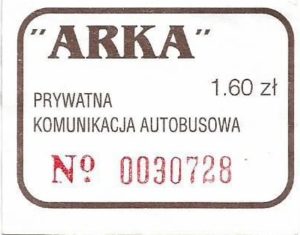 "ARKA"
1.60 zł
PRYWATNA
KOMUNIKACJA AUTOBUSOWA
Nº 0030728